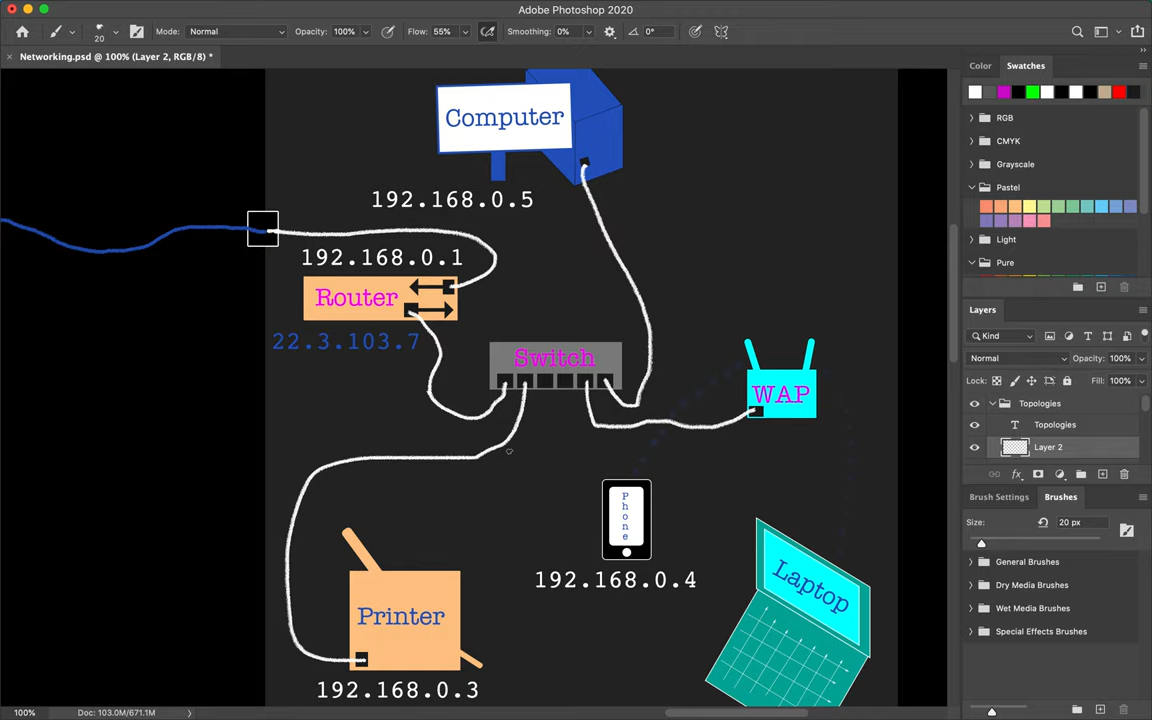 Adobe Photoshop 2020
20
Mode: Normal
Opacity: 100%
Flow: 55%
Smoothing: 0%
0°
× Networking.psd @ 100% (Layer 2, RGB/8) *
Color
Swatches
RGB
CMYK
Grayscale
Pastel
Light
Pure
Layers
Kind
Normal
Opacity: 100%
Lock:
Fill: 100%
Topologies
T Topologies
Layer 2
fx
Brush Settings
Brushes
Size:
20 px
General Brushes
Dry Media Brushes
Wet Media Brushes
Special Effects Brushes
Computer
192.168.0.5
192.168.0.1
Router
22.3.103.7
Switch
WAP
Phone
192.168.0.4
Laptop
Printer
192.168.0.3
100%
Doc: 103.0M/671.1M